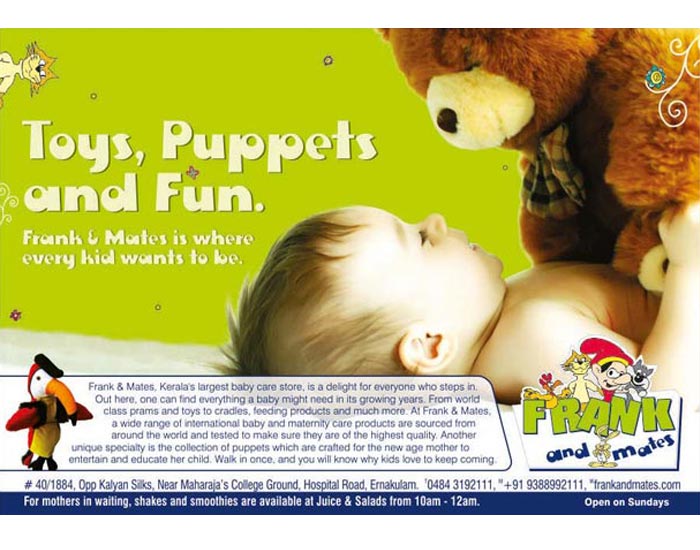 Toys, Puppets
and Fun.
Frank & Mates is where
every kid wants to be.
Frank & Mates, Kerala's largest baby care store, is a delight for everyone who steps in.
Out here, one can find everything a baby might need in its growing years. From world
class prams and toys to cradles, feeding products and much more. At Frank & Mates,
a wide range of international baby and maternity care products are sourced from
around the world and tested to make sure they are of the highest quality. Another
unique specialty is the collection of puppets which are crafted for the new age mother to
entertain and educate her child. Walk in once, and you will know why kids love to keep coming.
FRANK
and mates
# 40/1884, Opp Kalyan Silks, Near Maharaja's College Ground, Hospital Road, Ernakulam. T0484 3192111, M+91 9388992111, Wfrankandmates.com
For mothers in waiting, shakes and smoothies are available at Juice & Salads from 10am - 12am.
Open on Sundays